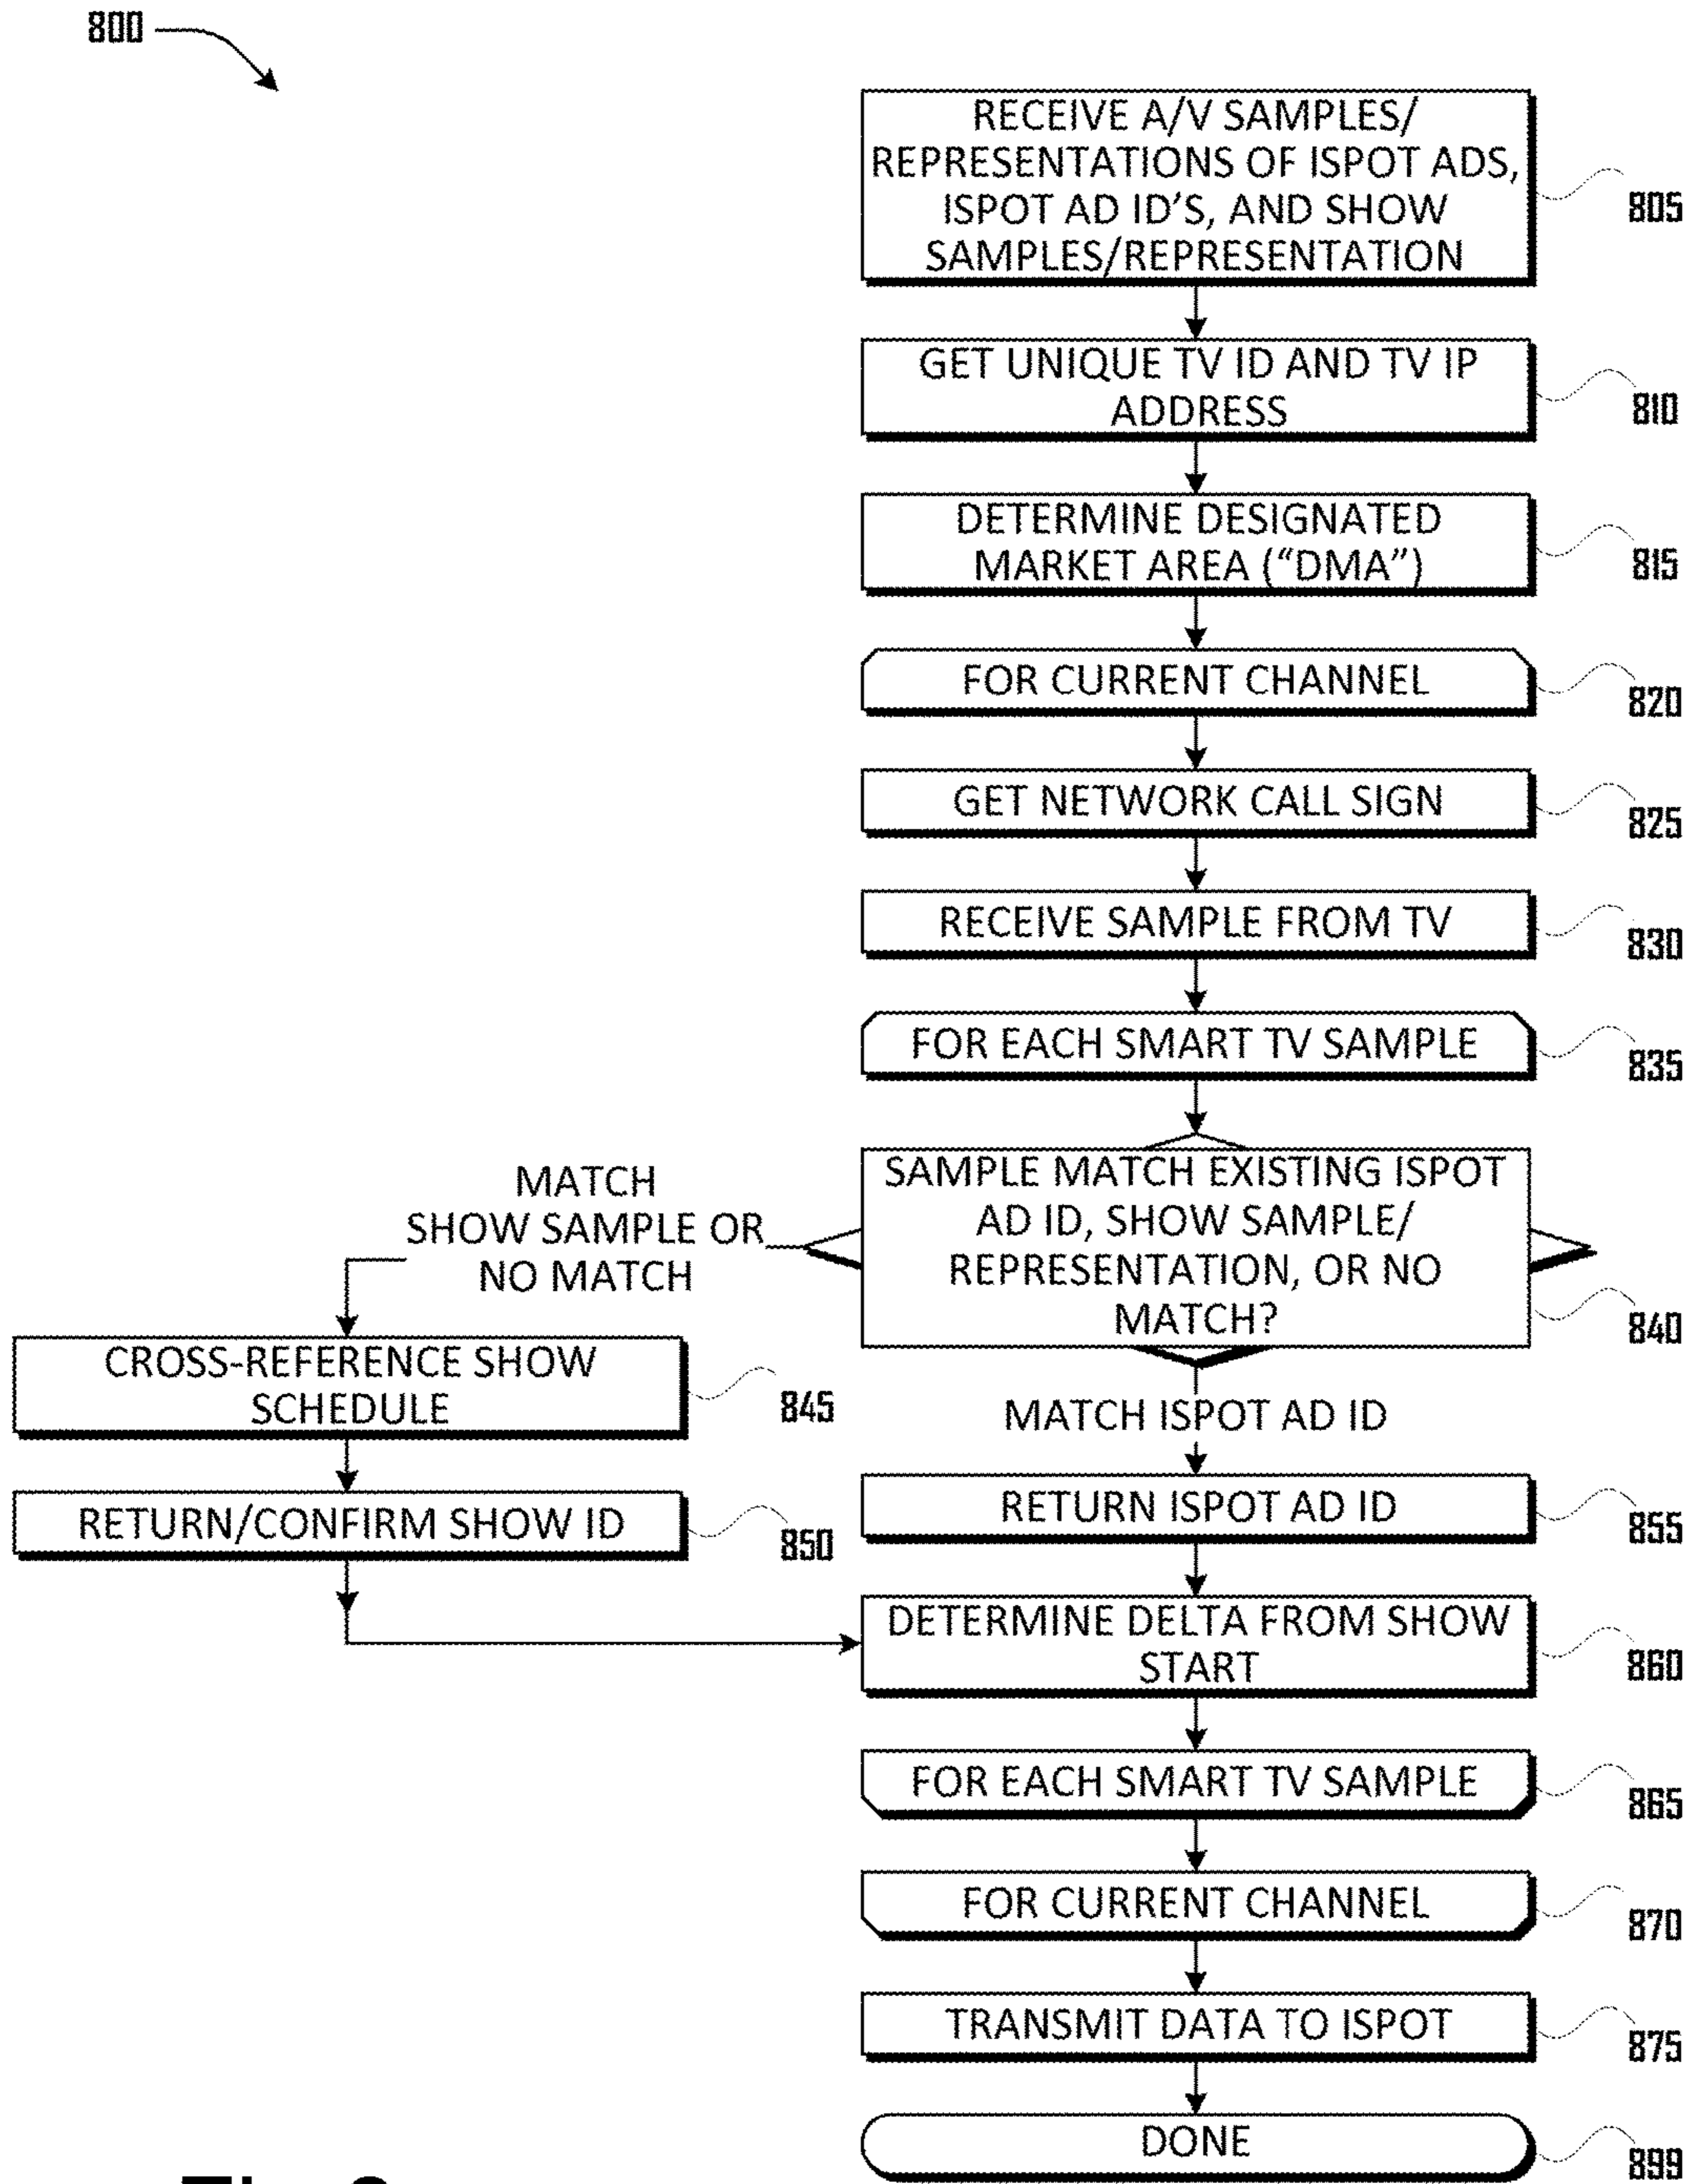 800
RECEIVE A/V SAMPLES/
REPRESENTATIONS OF ISPOT ADS,
ISPOT AD ID'S, AND SHOW
SAMPLES/REPRESENTATION
805
GET UNIQUE TV ID AND TV IP
ADDRESS
810
DETERMINE DESIGNATED
MARKET AREA (“DMA”)
815
FOR CURRENT CHANNEL
820
GET NETWORK CALL SIGN
825
RECEIVE SAMPLE FROM TV
830
FOR EACH SMART TV SAMPLE
835
SAMPLE MATCH EXISTING ISPOT
AD ID, SHOW SAMPLE/
REPRESENTATION, OR NO
MATCH?
840
MATCH
SHOW SAMPLE OR
NO MATCH
CROSS-REFERENCE SHOW
SCHEDULE
845
RETURN/CONFIRM SHOW ID
850
MATCH ISPOT AD ID
RETURN ISPOT AD ID
855
DETERMINE DELTA FROM SHOW
START
860
FOR EACH SMART TV SAMPLE
865
FOR CURRENT CHANNEL
870
TRANSMIT DATA TO ISPOT
875
DONE
899